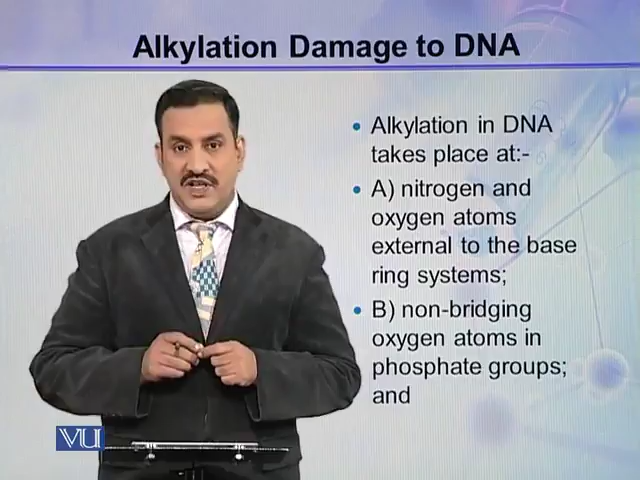 Alkylation Damage to DNA
• Alkylation in DNA
takes place at:-
• A) nitrogen and
oxygen atoms
external to the base
ring systems;
• B) non-bridging
oxygen atoms in
phosphate groups;
and
VU